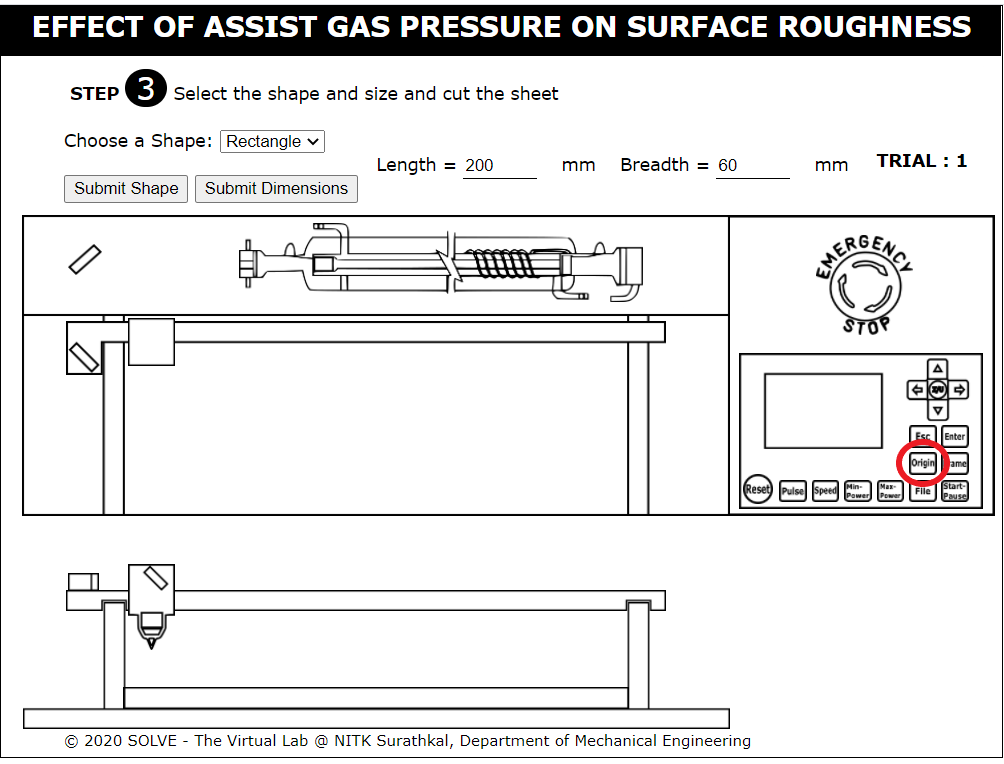 EFFECT OF ASSIST GAS PRESSURE ON SURFACE ROUGHNESS
STEP 3 Select the shape and size and cut the sheet
Choose a Shape: Rectangle
Length = 200 mm Breadth = 60 mm TRIAL : 1
Submit Shape Submit Dimensions
EMERGENCY
STOP
Z/U
Esc Enter
Origin
Reset Pulse Speed Min-Power Max-Power File Start-Pause
© 2020 SOLVE - The Virtual Lab @ NITK Surathkal, Department of Mechanical Engineering